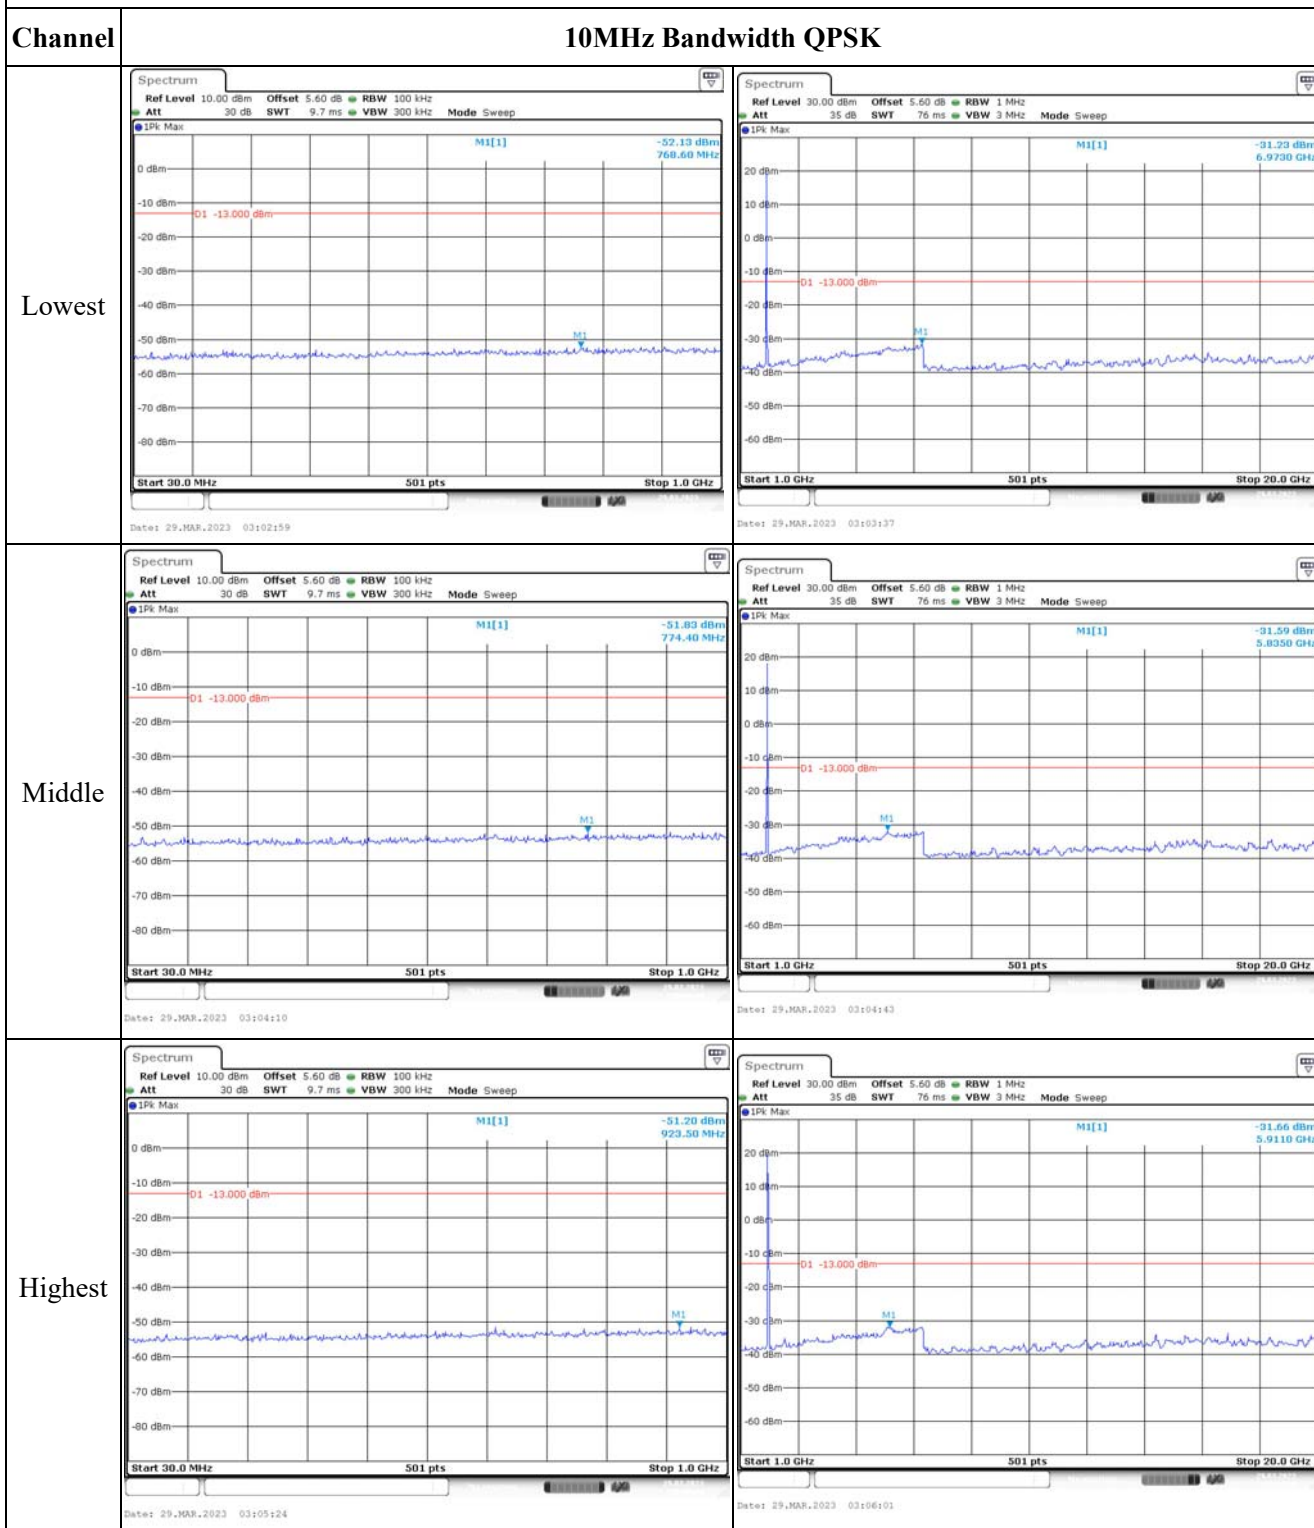 Channel 10MHz Bandwidth QPSK
Lowest
Spectrum
Ref Level 10.00 dBm Offset 5.60 dB RBW 100 kHz
Att 30 dB SWT 9.7 ms VBW 300 kHz Mode Sweep
1Pk Max
M1[1] -52.13 dBm
768.60 MHz
0 dBm
-10 dBm
D1 -13.000 dBm
-20 dBm
-30 dBm
-40 dBm
M1
-50 dBm
-60 dBm
-70 dBm
-80 dBm
Start 30.0 MHz 501 pts Stop 1.0 GHz
Date: 29.MAR.2023 03:02:59
Spectrum
Ref Level 30.00 dBm Offset 5.60 dB RBW 1 MHz
Att 35 dB SWT 76 ms VBW 3 MHz Mode Sweep
1Pk Max
M1[1] -31.23 dBm
6.9730 GHz
20 dBm
10 dBm
0 dBm
-10 dBm
D1 -13.000 dBm
-20 dBm
M1
-30 dBm
-40 dBm
-50 dBm
-60 dBm
Start 1.0 GHz 501 pts Stop 20.0 GHz
Date: 29.MAR.2023 03:03:37
Middle
Spectrum
Ref Level 10.00 dBm Offset 5.60 dB RBW 100 kHz
Att 30 dB SWT 9.7 ms VBW 300 kHz Mode Sweep
1Pk Max
M1[1] -51.83 dBm
774.40 MHz
0 dBm
-10 dBm
D1 -13.000 dBm
-20 dBm
-30 dBm
-40 dBm
M1
-50 dBm
-60 dBm
-70 dBm
-80 dBm
Start 30.0 MHz 501 pts Stop 1.0 GHz
Date: 29.MAR.2023 03:04:10
Spectrum
Ref Level 30.00 dBm Offset 5.60 dB RBW 1 MHz
Att 35 dB SWT 76 ms VBW 3 MHz Mode Sweep
1Pk Max
M1[1] -31.59 dBm
5.8350 GHz
20 dBm
10 dBm
0 dBm
-10 dBm
D1 -13.000 dBm
-20 dBm
M1
-30 dBm
-40 dBm
-50 dBm
-60 dBm
Start 1.0 GHz 501 pts Stop 20.0 GHz
Date: 29.MAR.2023 03:04:43
Highest
Spectrum
Ref Level 10.00 dBm Offset 5.60 dB RBW 100 kHz
Att 30 dB SWT 9.7 ms VBW 300 kHz Mode Sweep
1Pk Max
M1[1] -51.20 dBm
923.50 MHz
0 dBm
-10 dBm
D1 -13.000 dBm
-20 dBm
-30 dBm
-40 dBm
M1
-50 dBm
-60 dBm
-70 dBm
-80 dBm
Start 30.0 MHz 501 pts Stop 1.0 GHz
Date: 29.MAR.2023 03:05:24
Spectrum
Ref Level 30.00 dBm Offset 5.60 dB RBW 1 MHz
Att 35 dB SWT 76 ms VBW 3 MHz Mode Sweep
1Pk Max
M1[1] -31.66 dBm
5.9110 GHz
20 dBm
10 dBm
0 dBm
-10 dBm
D1 -13.000 dBm
-20 dBm
M1
-30 dBm
-40 dBm
-50 dBm
-60 dBm
Start 1.0 GHz 501 pts Stop 20.0 GHz
Date: 29.MAR.2023 03:06:01